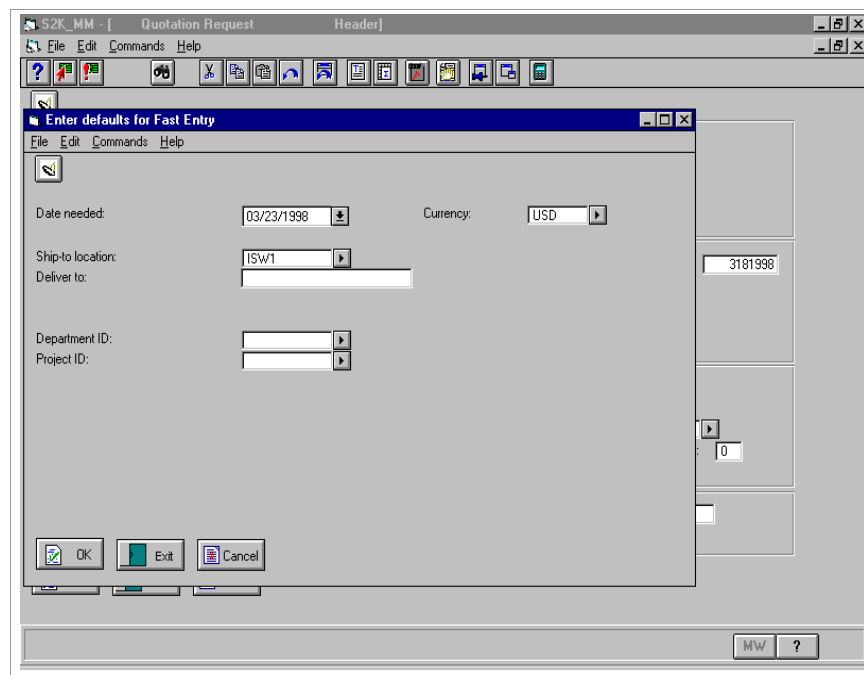 S2K_MM - [ Quotation Request Header]
File Edit Commands Help
?
Enter defaults for Fast Entry
File Edit Commands Help
Date needed: 03/23/1998 Currency: USD
Ship-to location: ISW1
3181998
Deliver to:
Department ID:
Project ID:
: 0
OK Exit Cancel
MW ?